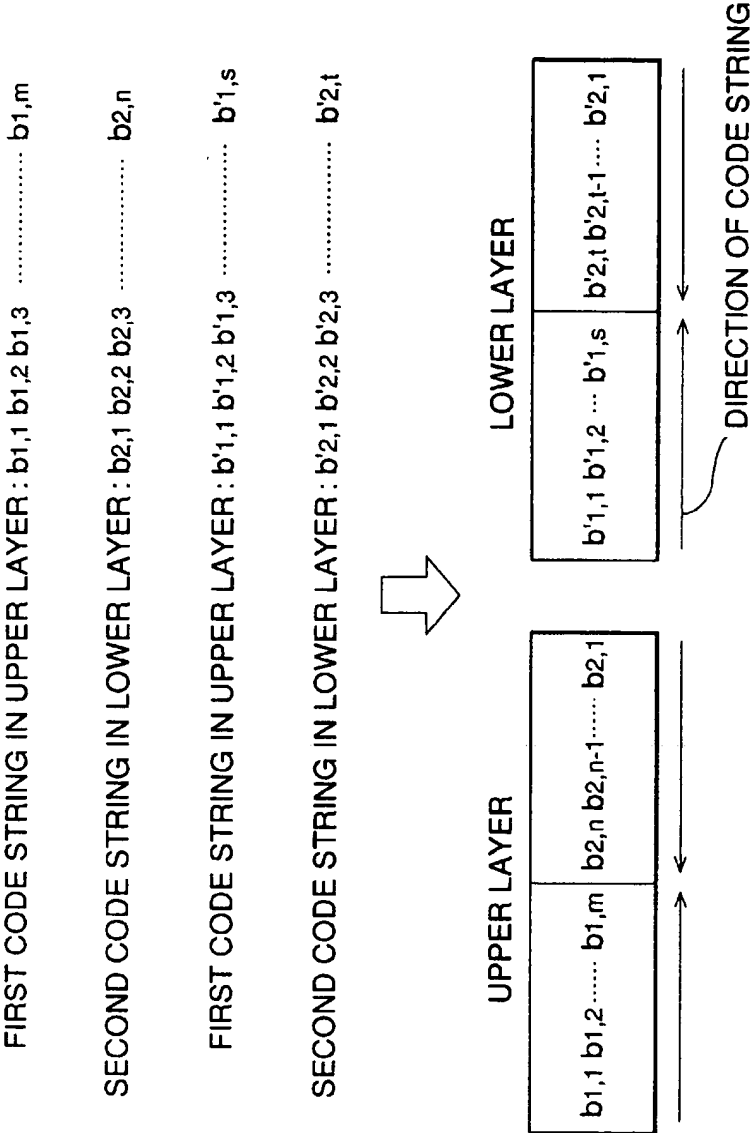 FIRST CODE STRING IN UPPER LAYER : b1,1 b1,2 b1,3 ................... b1,m
SECOND CODE STRING IN LOWER LAYER : b2,1 b2,2 b2,3 ................... b2,n
FIRST CODE STRING IN UPPER LAYER : b'1,1 b'1,2 b'1,3 ................... b'1,s
SECOND CODE STRING IN LOWER LAYER : b'2,1 b'2,2 b'2,3 ................... b'2,t
UPPER LAYER
LOWER LAYER
b1,1 b1,2 ...... b1,m b2,n b2,n-1...... b2,1
b'1,1 b'1,2 ... b'1,s b'2,t b'2,t-1 .... b'2,1
DIRECTION OF CODE STRING